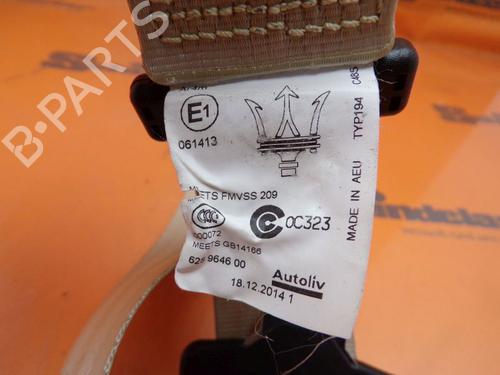 B-PARTS
E1
061413
TYP194
MADE IN AEU
MEETS FMVSS 209
CCC
0C323
000072
MEETS GB14166
9646 00
Autoliv
18.12.2014 1